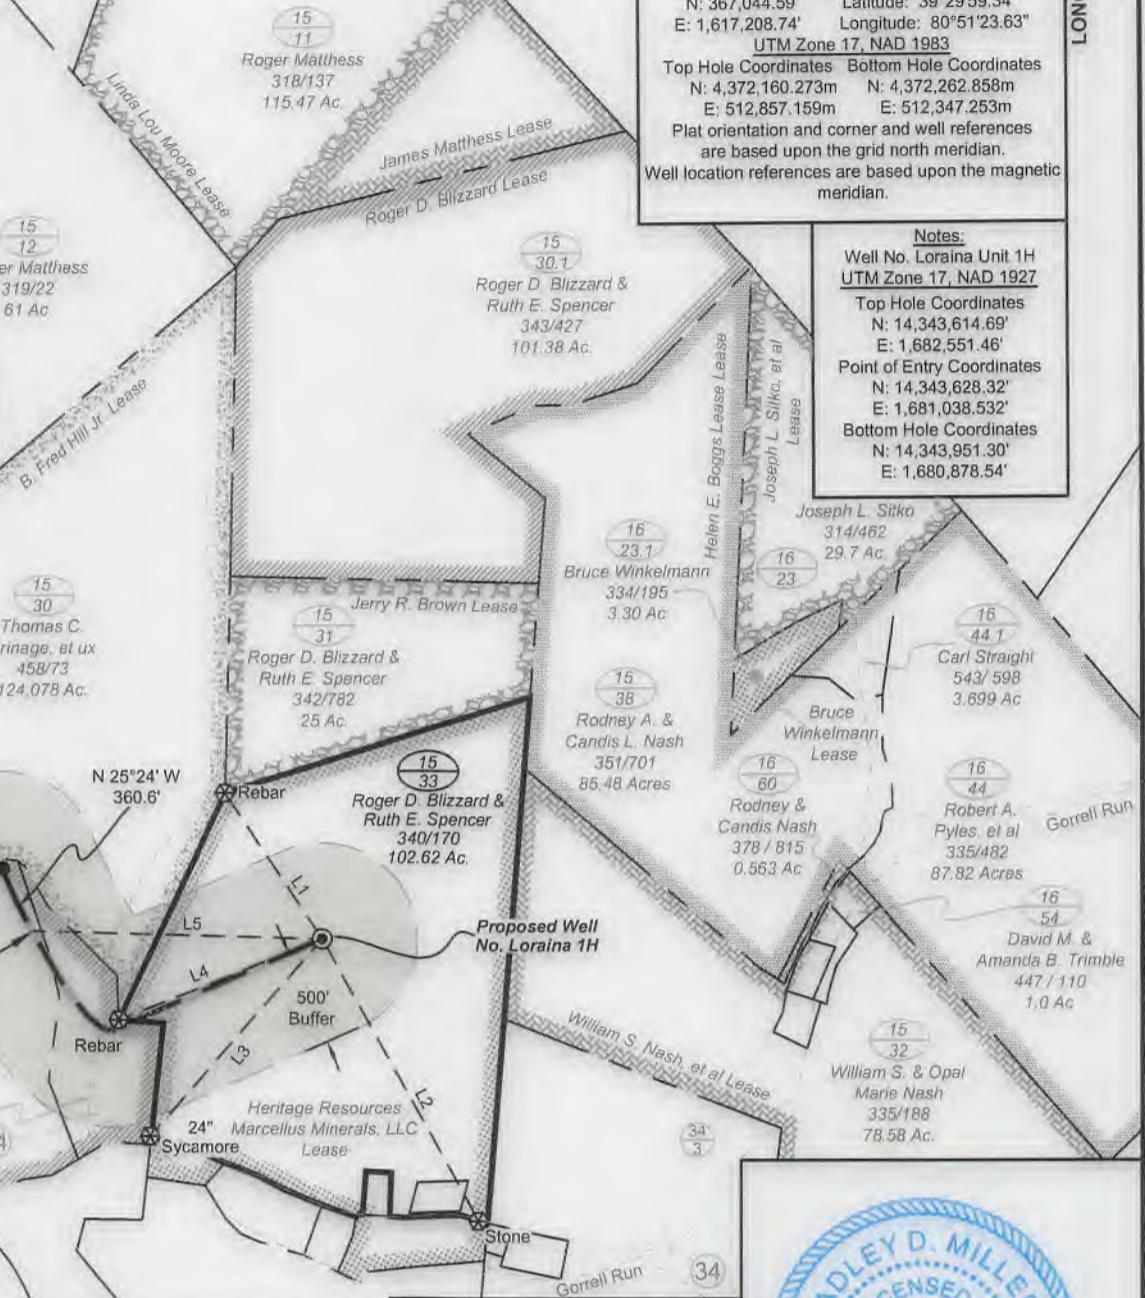 N: 367,044.59' Latitude: 39°29'59.34"
E: 1,617,208.74' Longitude: 80°51'23.63"
UTM Zone 17, NAD 1983
Top Hole Coordinates Bottom Hole Coordinates
N: 4,372,160.273m N: 4,372,262.858m
E: 512,857.159m E: 512,347.253m
Plat orientation and corner and well references
are based upon the grid north meridian.
Well location references are based upon the magnetic
meridian.
Notes:
Well No. Loraina Unit 1H
UTM Zone 17, NAD 1927
Top Hole Coordinates
N: 14,343,614.69'
E: 1,682,551.46'
Point of Entry Coordinates
N: 14,343,628.32'
E: 1,681,038.532'
Bottom Hole Coordinates
N: 14,343,951.30'
E: 1,680,878.54'
15
11
Roger Matthess
318/137
115.47 Ac.
Linda Lou Moore Lease
James Matthess Lease
Roger D. Blizzard Lease
15
12
er Matthess
319/22
61 Ac
15
30.1
Roger D. Blizzard &
Ruth E. Spencer
343/427
101.38 Ac.
B. Fred Hill Jr. Lease
Helen E. Boggs Lease Lease
Joseph L. Sitko, et al
Lease
Joseph L. Sitko
314/462
29.7 Ac
16
23
16
23.1
Bruce Winkelmann
334/195
3.30 Ac
15
30
Thomas C.
rinage, et ux
458/73
124.078 Ac.
Jerry R. Brown Lease
15
31
Roger D. Blizzard &
Ruth E. Spencer
342/782
25 Ac.
16
44.1
Carl Straight
543/ 598
3.699 Ac
15
38
Rodney A. &
Candis L. Nash
351/701
85.48 Acres
Bruce
Winkelmann
Lease
N 25°24' W
360.6'
Rebar
15
33
Roger D. Blizzard &
Ruth E. Spencer
340/170
102.62 Ac.
16
60
Rodney &
Candis Nash
378 / 815
0.563 Ac
16
44
Robert A.
Pyles, et al
335/482
87.82 Acres
Gorrell Run
L1
L5
L4
Proposed Well
No. Loraina 1H
16
54
David M. &
Amanda B. Trimble
447 / 110
1.0 Ac
500'
Buffer
Rebar
L3
L2
William S. Nash, et al Lease
15
32
William S. & Opal
Marie Nash
335/188
78.58 Ac.
Heritage Resources
Marcellus Minerals, LLC
Lease
24"
Sycamore
34
3
Stone
Gorrell Run
34
ADLEY D. MILLE
ENSED
LON